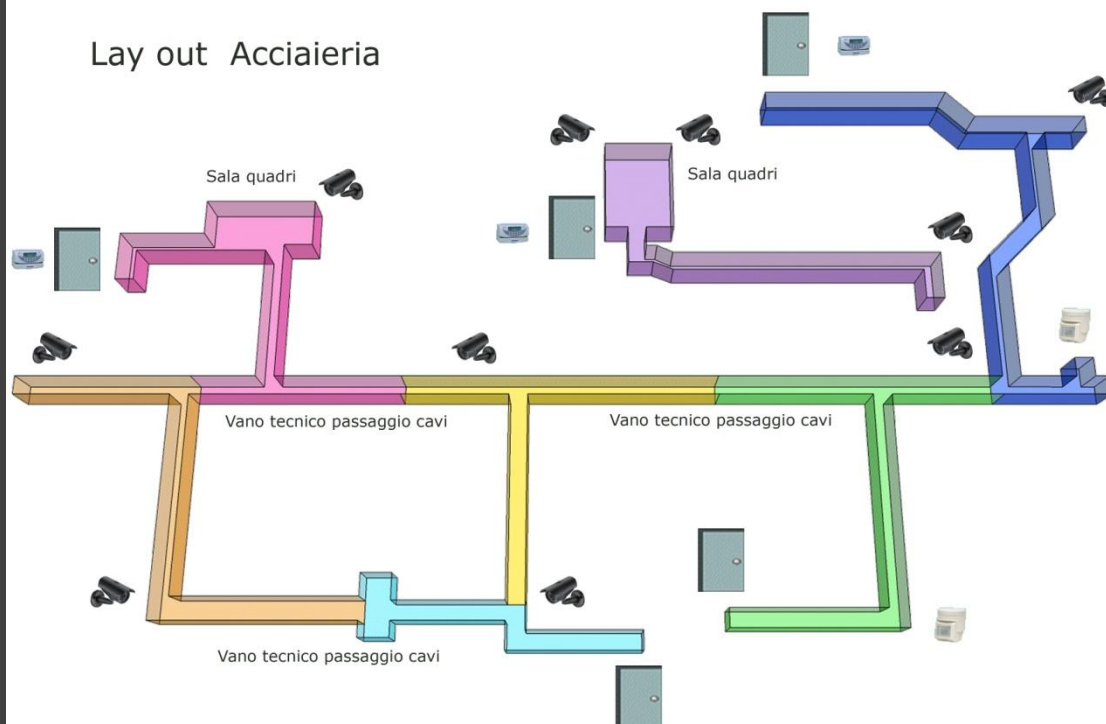 Lay out  Acciaieria
Sala quadri
Sala quadri
Vano tecnico passaggio cavi
Vano tecnico passaggio cavi
Vano tecnico passaggio cavi